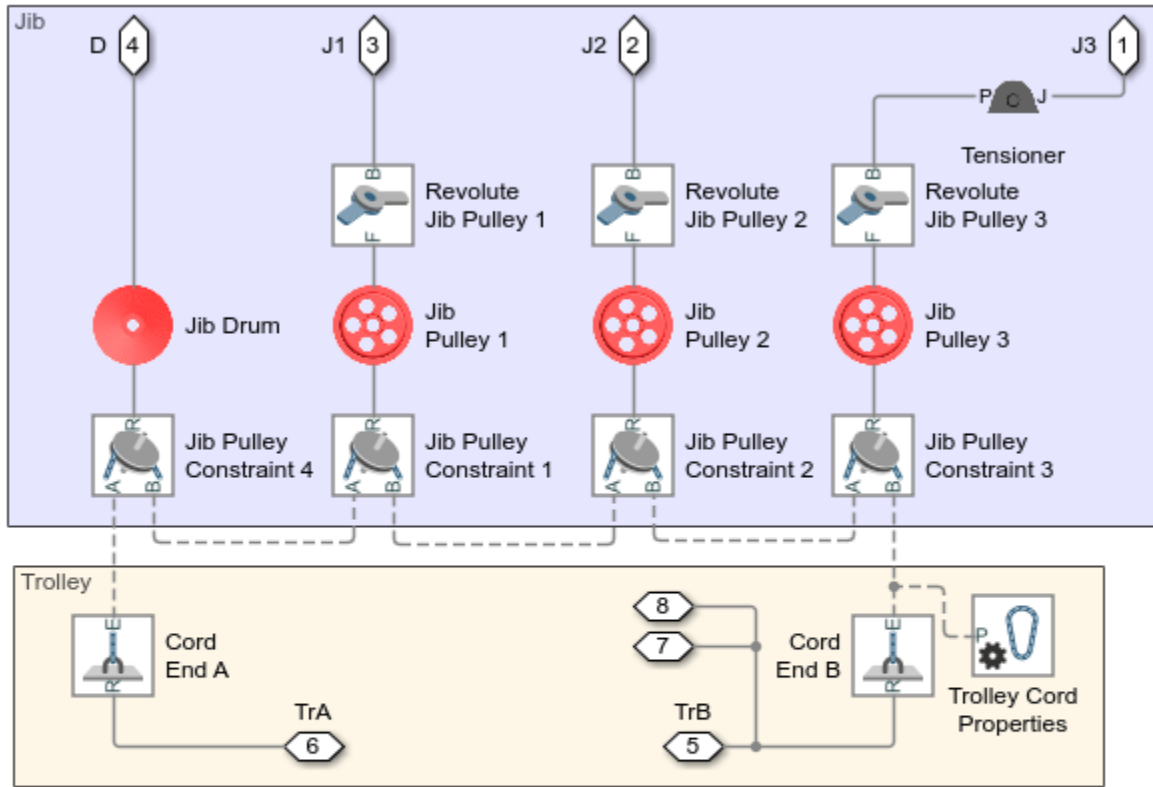 Jib
D 4 J1 3 J2 2 J3 1
P C J
Tensioner
B B B
Revolute
Jib Pulley 1
Revolute
Jib Pulley 2
Revolute
Jib Pulley 3
F F F
Jib Drum
Jib
Pulley 1
Jib
Pulley 2
Jib
Pulley 3
R R R R
Jib Pulley
Constraint 4
Jib Pulley
Constraint 1
Jib Pulley
Constraint 2
Jib Pulley
Constraint 3
A B A B A B A B
Trolley
E
Cord
End A
R
TrA
6
8
7
TrB
5
Cord
End B
E
R
P
Trolley Cord
Properties